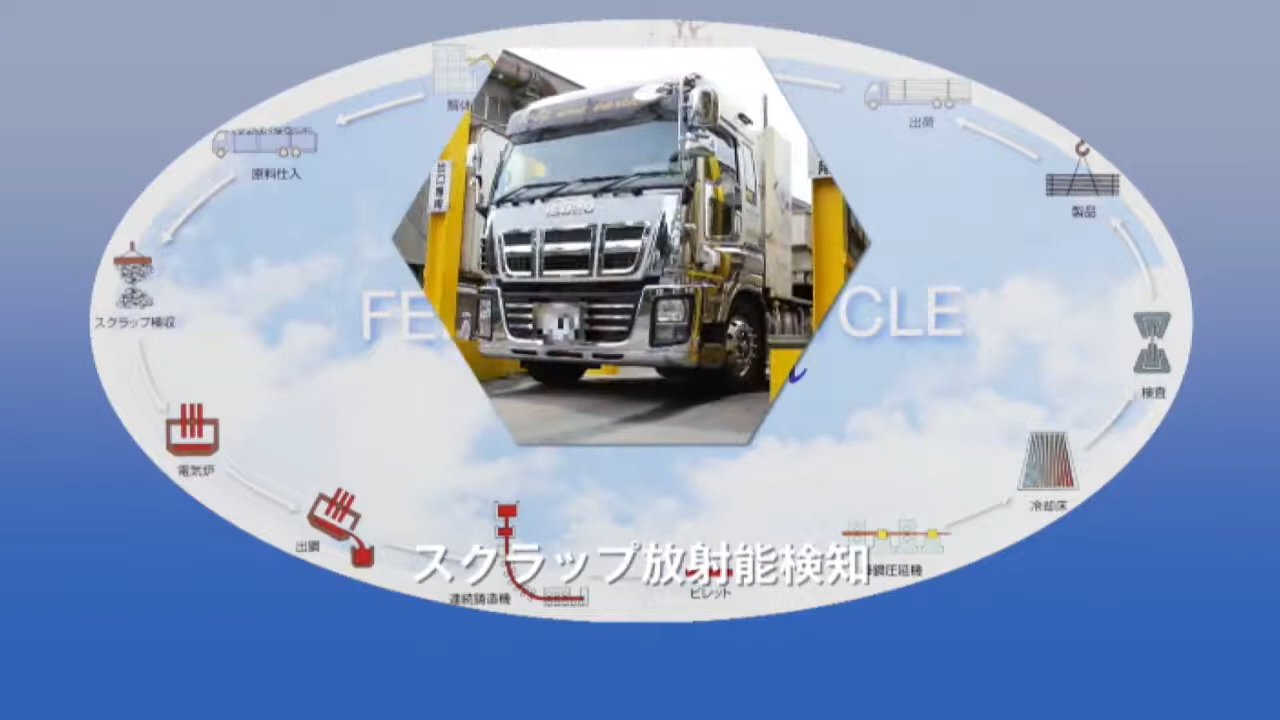 解体
出荷
原料仕入
製品
スクラップ検収
FE
CLE
検査
電気炉
冷却床
出鋼
スクラップ放射能検知
連続鋳造機
ビレット
圧延機